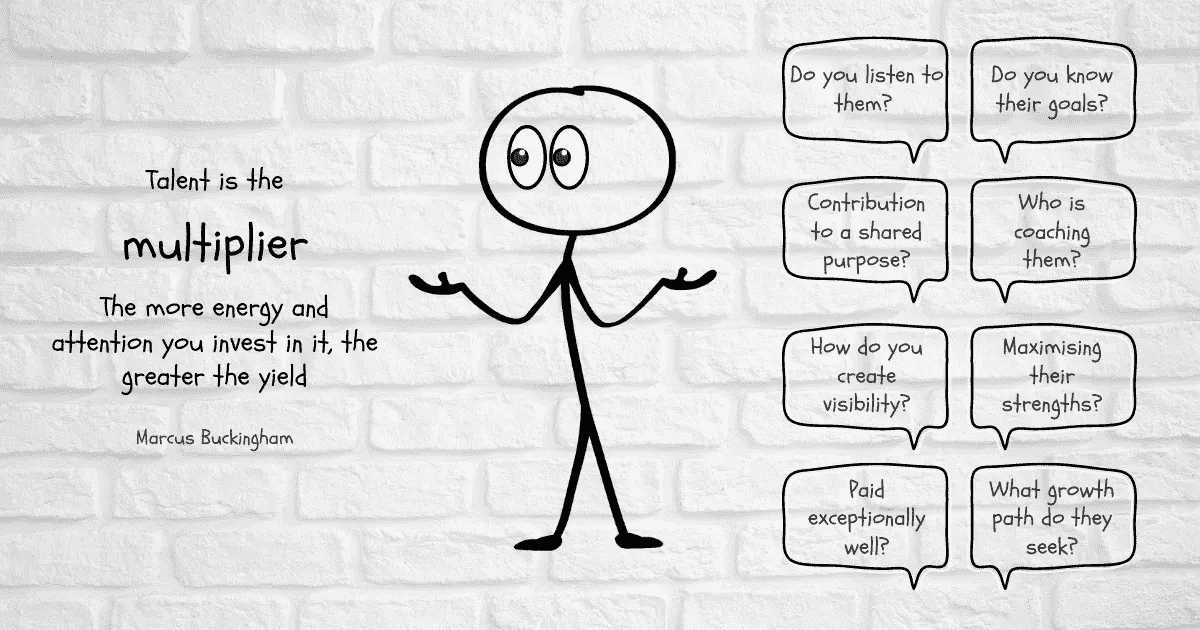 Talent is the
multiplier
The more energy and
attention you invest in it, the
greater the yield
Marcus Buckingham
Do you listen to
them?
Do you know
their goals?
Contribution
to a shared
purpose?
Who is
coaching
them?
How do you
create
visibility?
Maximising
their
strengths?
Paid
exceptionally
well?
What growth
path do they
seek?